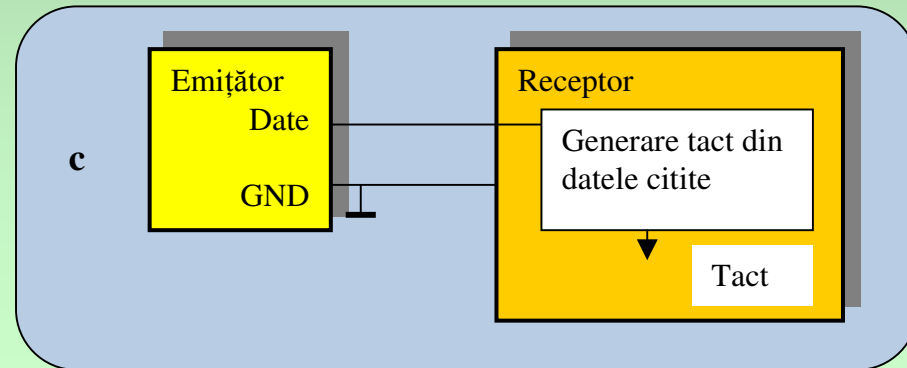 c
Emițător
Date
GND
Receptor
Generare tact din
datele citite
Tact